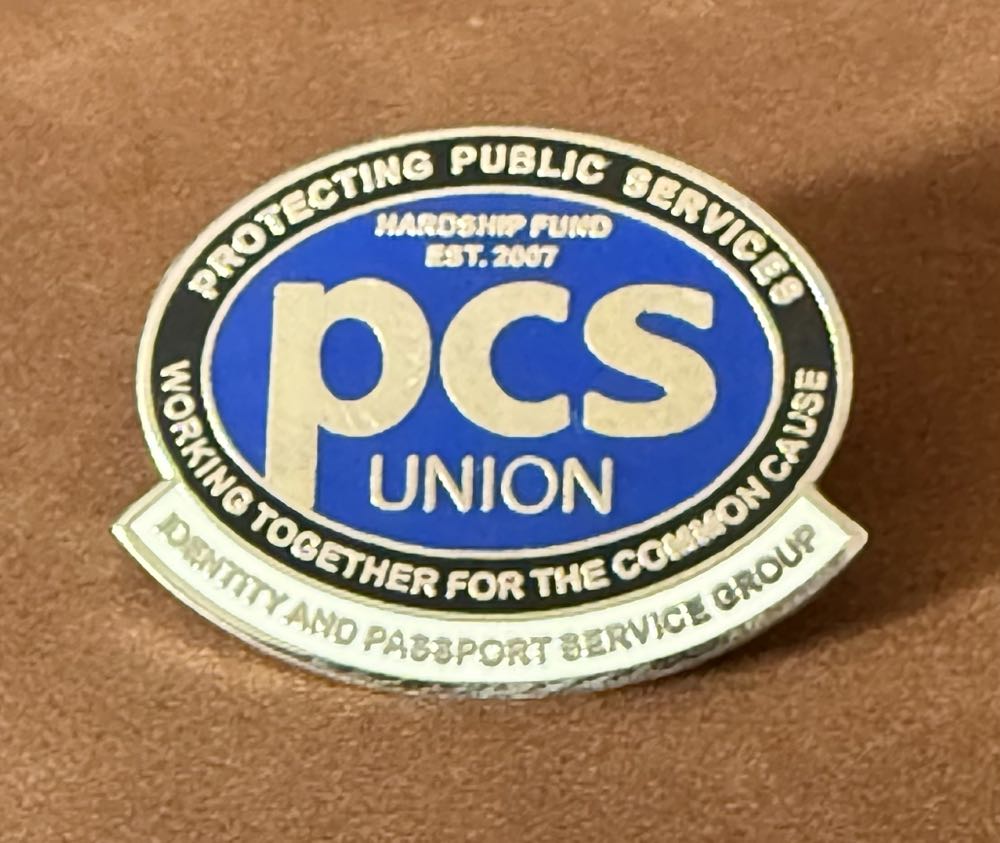 PROTECTING PUBLIC SERVICES
HARDSHIP FUND
EST. 2007
pcs
UNION
WORKING TOGETHER FOR THE COMMON CAUSE
IDENTITY AND PASSPORT SERVICE GROUP